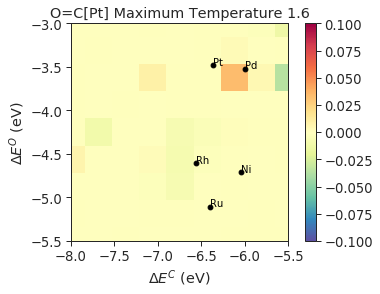 O=C[Pt] Maximum Temperature 1.6
−3.0
−3.5
−4.0
−4.5
−5.0
−5.5
ΔE^O (eV)
Pt
Pd
Rh
Ni
Ru
−8.0 −7.5 −7.0 −6.5 −6.0 −5.5
ΔE^C (eV)
0.100
0.075
0.050
0.025
0.000
−0.025
−0.050
−0.075
−0.100